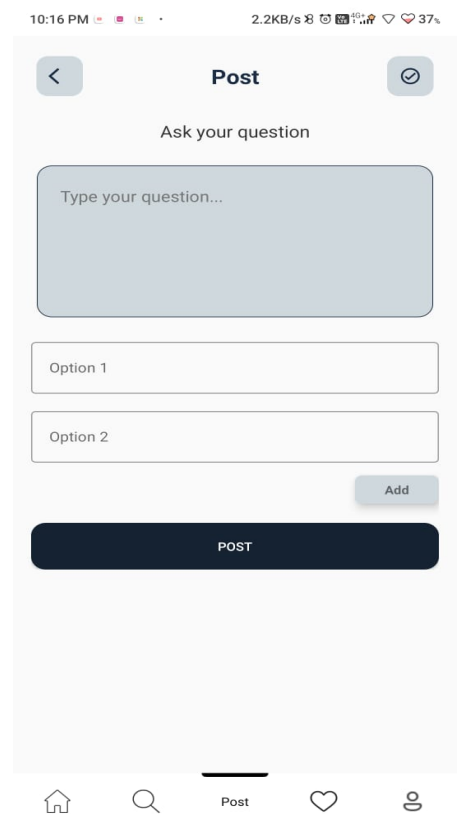 10:16 PM 2.2KB/s 4G+ 37%
Post
Ask your question
Type your question...
Option 1
Option 2
Add
POST
Post